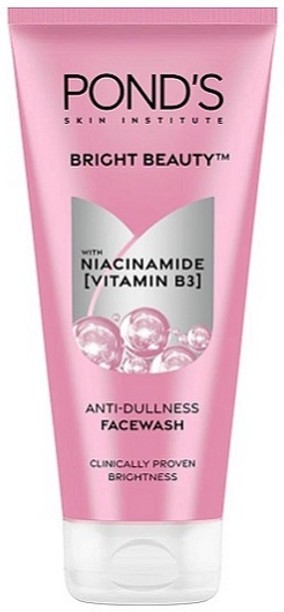 POND'S
SKIN INSTITUTE
BRIGHT BEAUTY™
WITH
NIACINAMIDE
[VITAMIN B3]
ANTI-DULLNESS
FACEWASH
CLINICALLY PROVEN
BRIGHTNESS